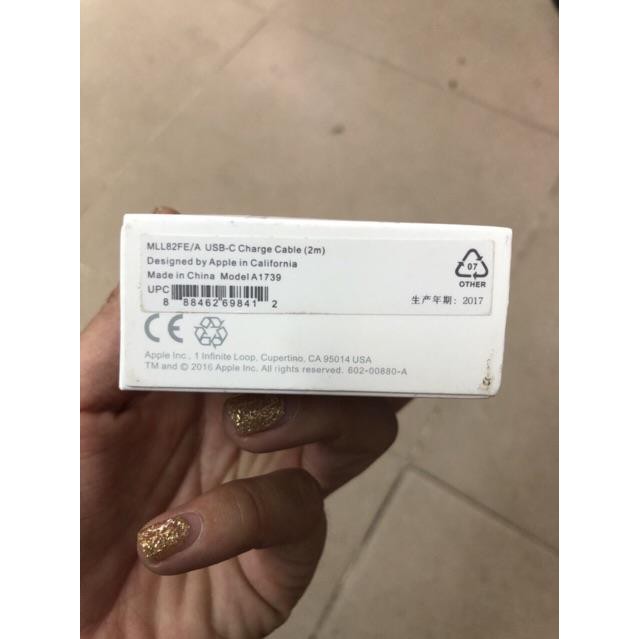 MLL82FE/A USB-C Charge Cable (2m)
Designed by Apple in California
Made in China Model A1739
UPC
8 88462 69841 2
07
OTHER
生产年期: 2017
CE
Apple Inc., 1 Infinite Loop, Cupertino, CA 95014 USA
TM and © 2016 Apple Inc. All rights reserved. 602-00880-A